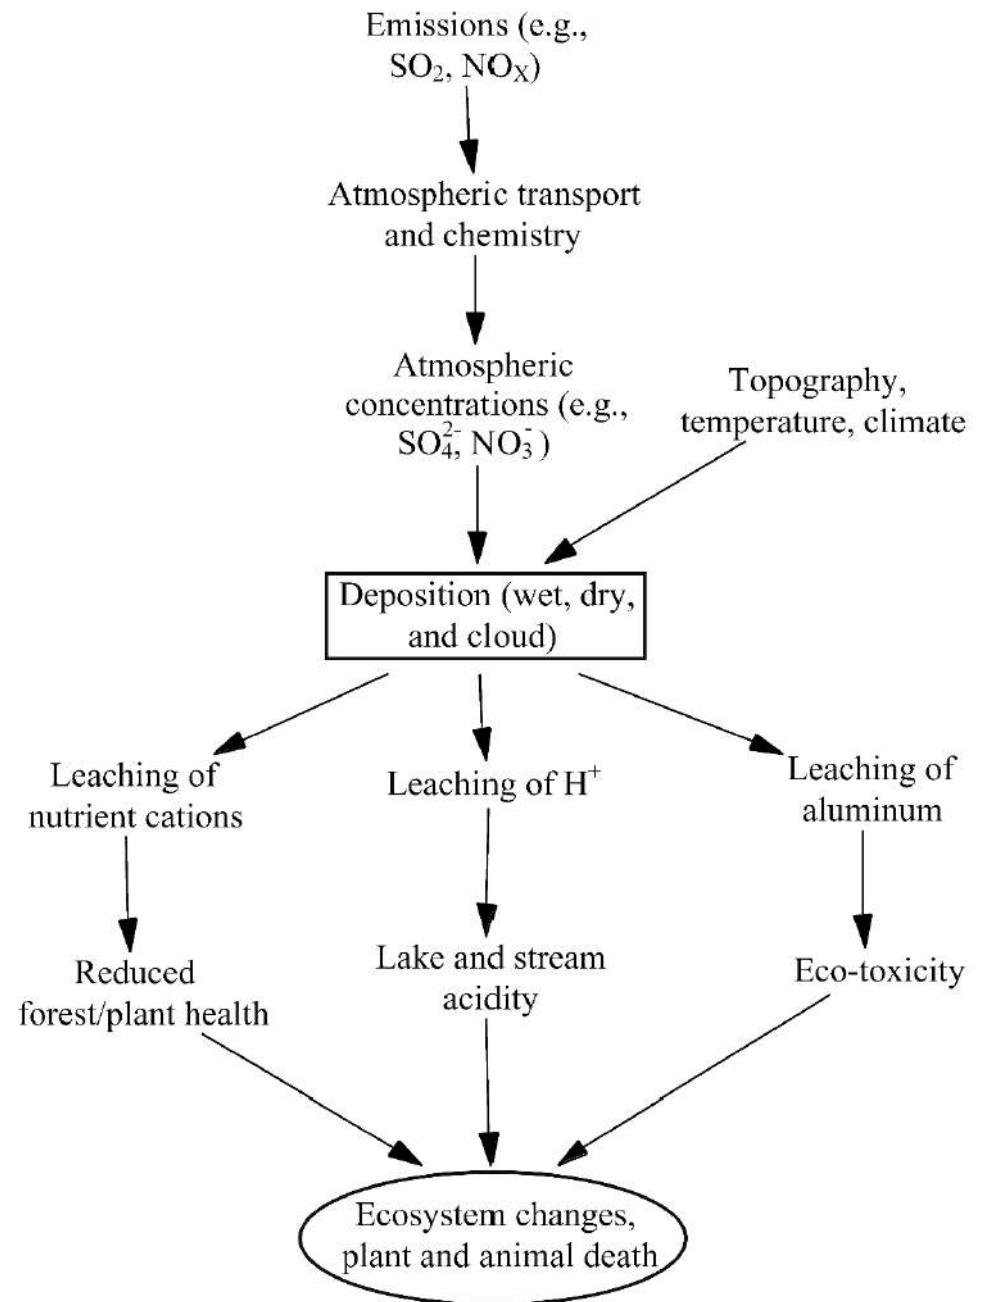 Emissions (e.g.,
SO₂, NOₓ)
Atmospheric transport
and chemistry
Atmospheric
concentrations (e.g.,
SO₄²⁻, NO₃⁻)
Topography,
temperature, climate
Deposition (wet, dry,
and cloud)
Leaching of
nutrient cations
Leaching of H⁺
Leaching of
aluminum
Reduced
forest/plant health
Lake and stream
acidity
Eco-toxicity
Ecosystem changes,
plant and animal death